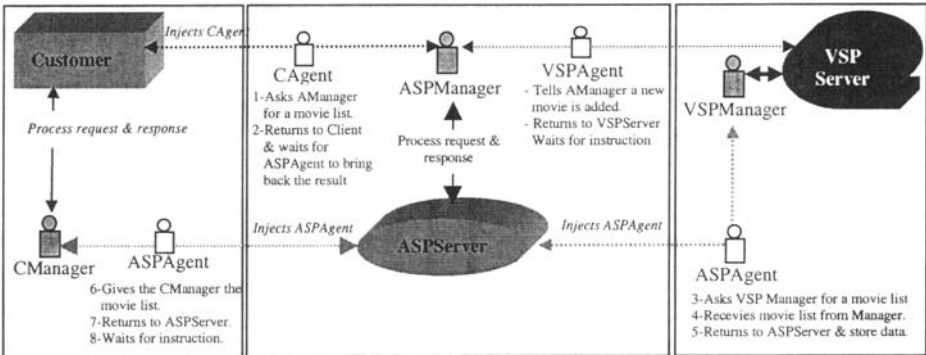 Customer
Process request & response
CManager
ASPAgent
6-Gives the CManager the
movie list.
7-Returns to ASPServer.
8-Waits for instruction.
Injects CAgent
CAgent
1-Asks AManager
for a movie list.
2-Returns to Client
& waits for
ASPAgent to bring
back the result
ASPManager
Process request &
response
VSPAgent
- Tells AManager a new
movie is added.
- Returns to VSPServer
Waits for instruction
Injects ASPAgent
ASPServer
Injects ASPAgent
VSP
Server
VSPManager
ASPAgent
3-Asks VSP Manager for a movie list
4-Recevies movie list from Manager.
5-Returns to ASPServer & store data.